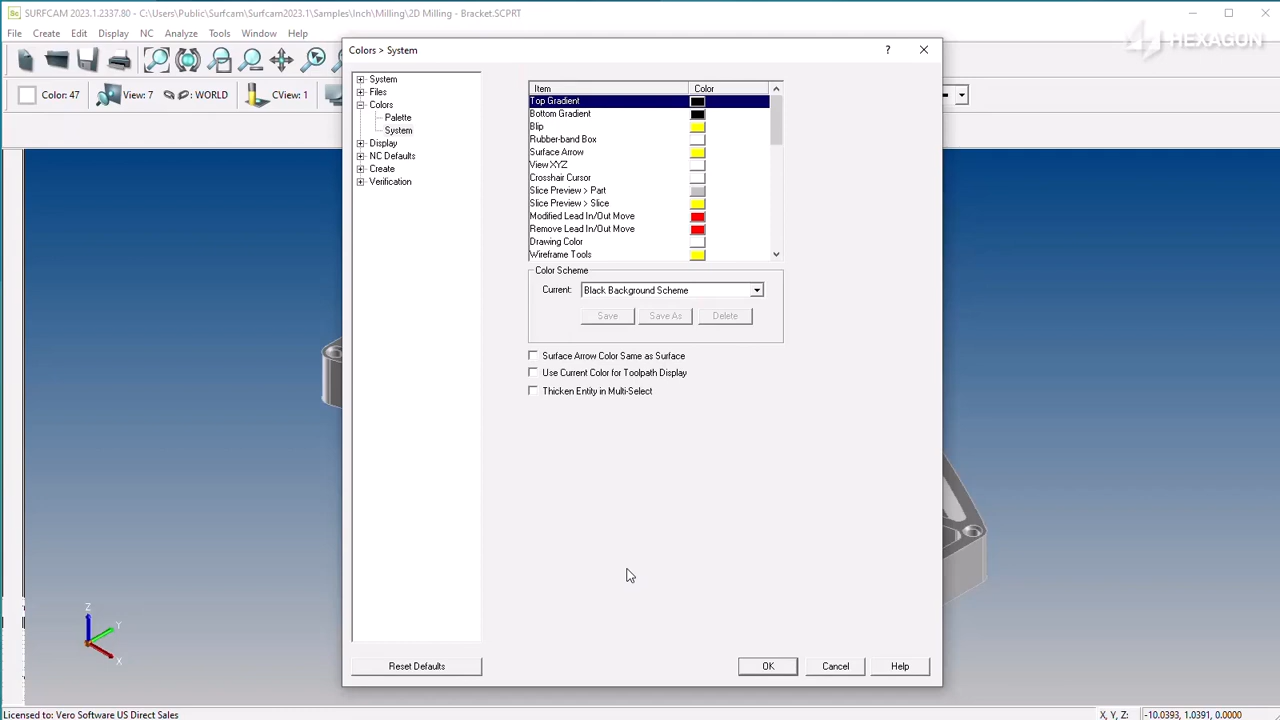 SURFCAM 2023.1.2337.80 - C:\Users\Public\Surfcam\Surfcam2023.1\Samples\Inch\Milling\2D Milling - Bracket.SCPRT
File Create Edit Display NC Analyze Tools Window Help
HEXAGON
Colors > System
Color: 47 View: 7 : WORLD CView: 1
System
Files
Colors
Palette
System
Display
NC Defaults
Create
Verification
Item Color
Top Gradient
Bottom Gradient
Blip
Rubber-band Box
Surface Arrow
View XYZ
Crosshair Cursor
Slice Preview > Part
Slice Preview > Slice
Modified Lead In/Out Move
Remove Lead In/Out Move
Drawing Color
Wireframe Tools
Color Scheme
Current: Black Background Scheme
Save Save As Delete
Surface Arrow Color Same as Surface
Use Current Color for Toolpath Display
Thicken Entity in Multi-Select
Z
Y
X
Reset Defaults OK Cancel Help
Licensed to: Vero Software US Direct Sales X, Y, Z: -10.0393, 1.0391, 0.0000